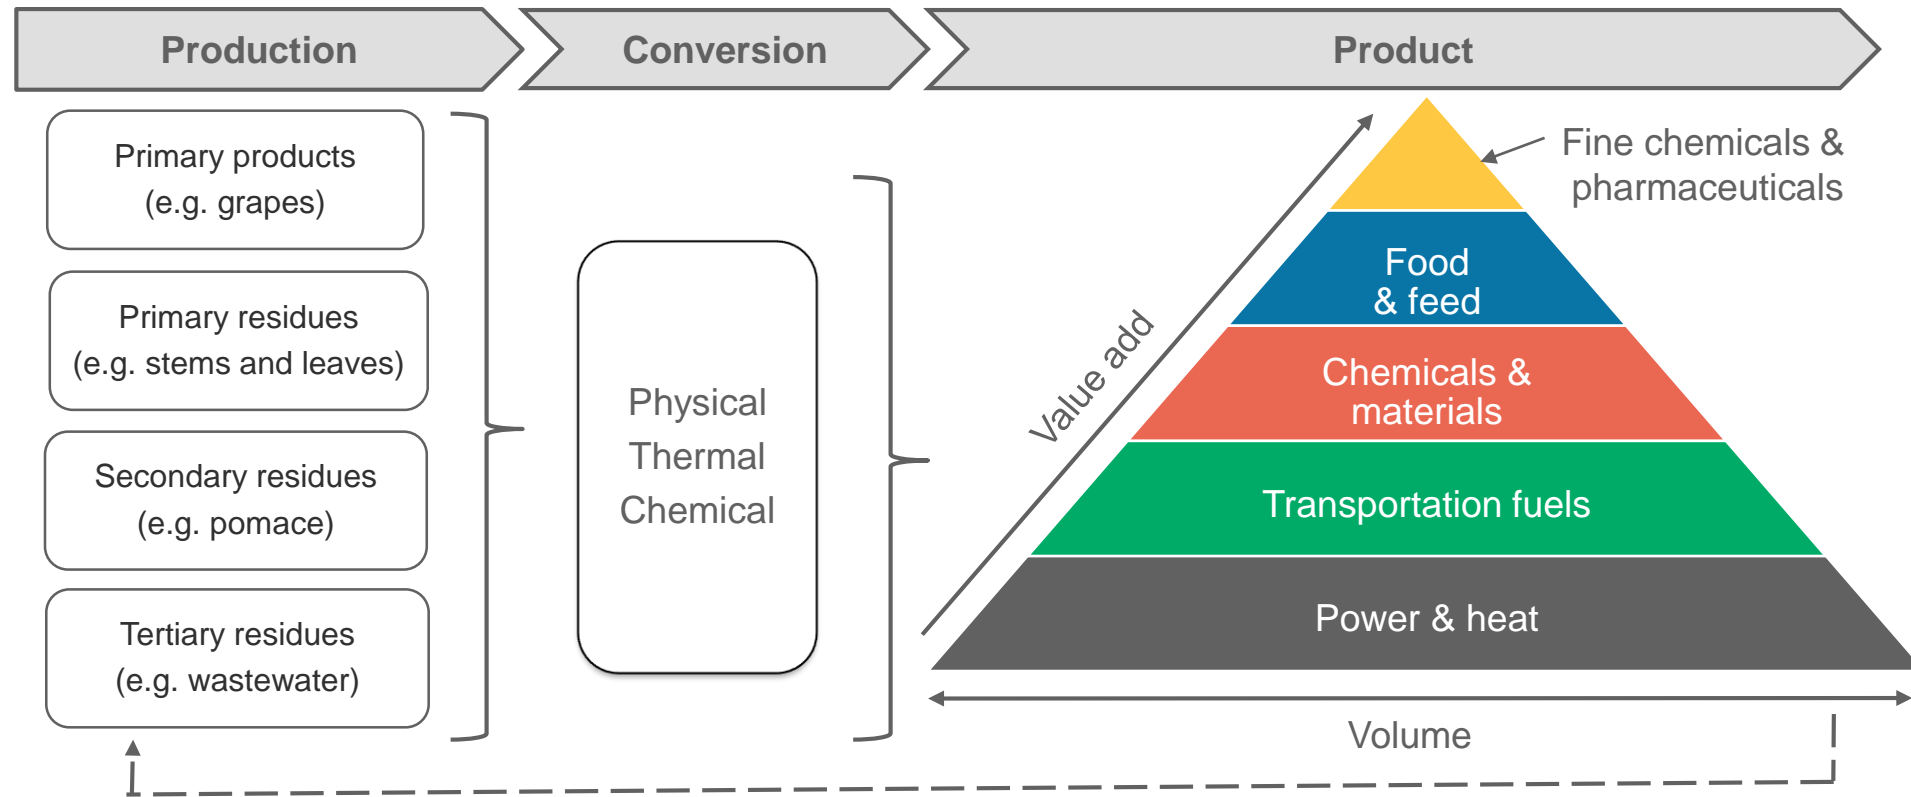 Production
Conversion
Product
Primary products
(e.g. grapes)
Primary residues
(e.g. stems and leaves)
Secondary residues
(e.g. pomace)
Tertiary residues
(e.g. wastewater)
Physical
Thermal
Chemical
Value add
Fine chemicals &
pharmaceuticals
Food
& feed
Chemicals &
materials
Transportation fuels
Power & heat
Volume